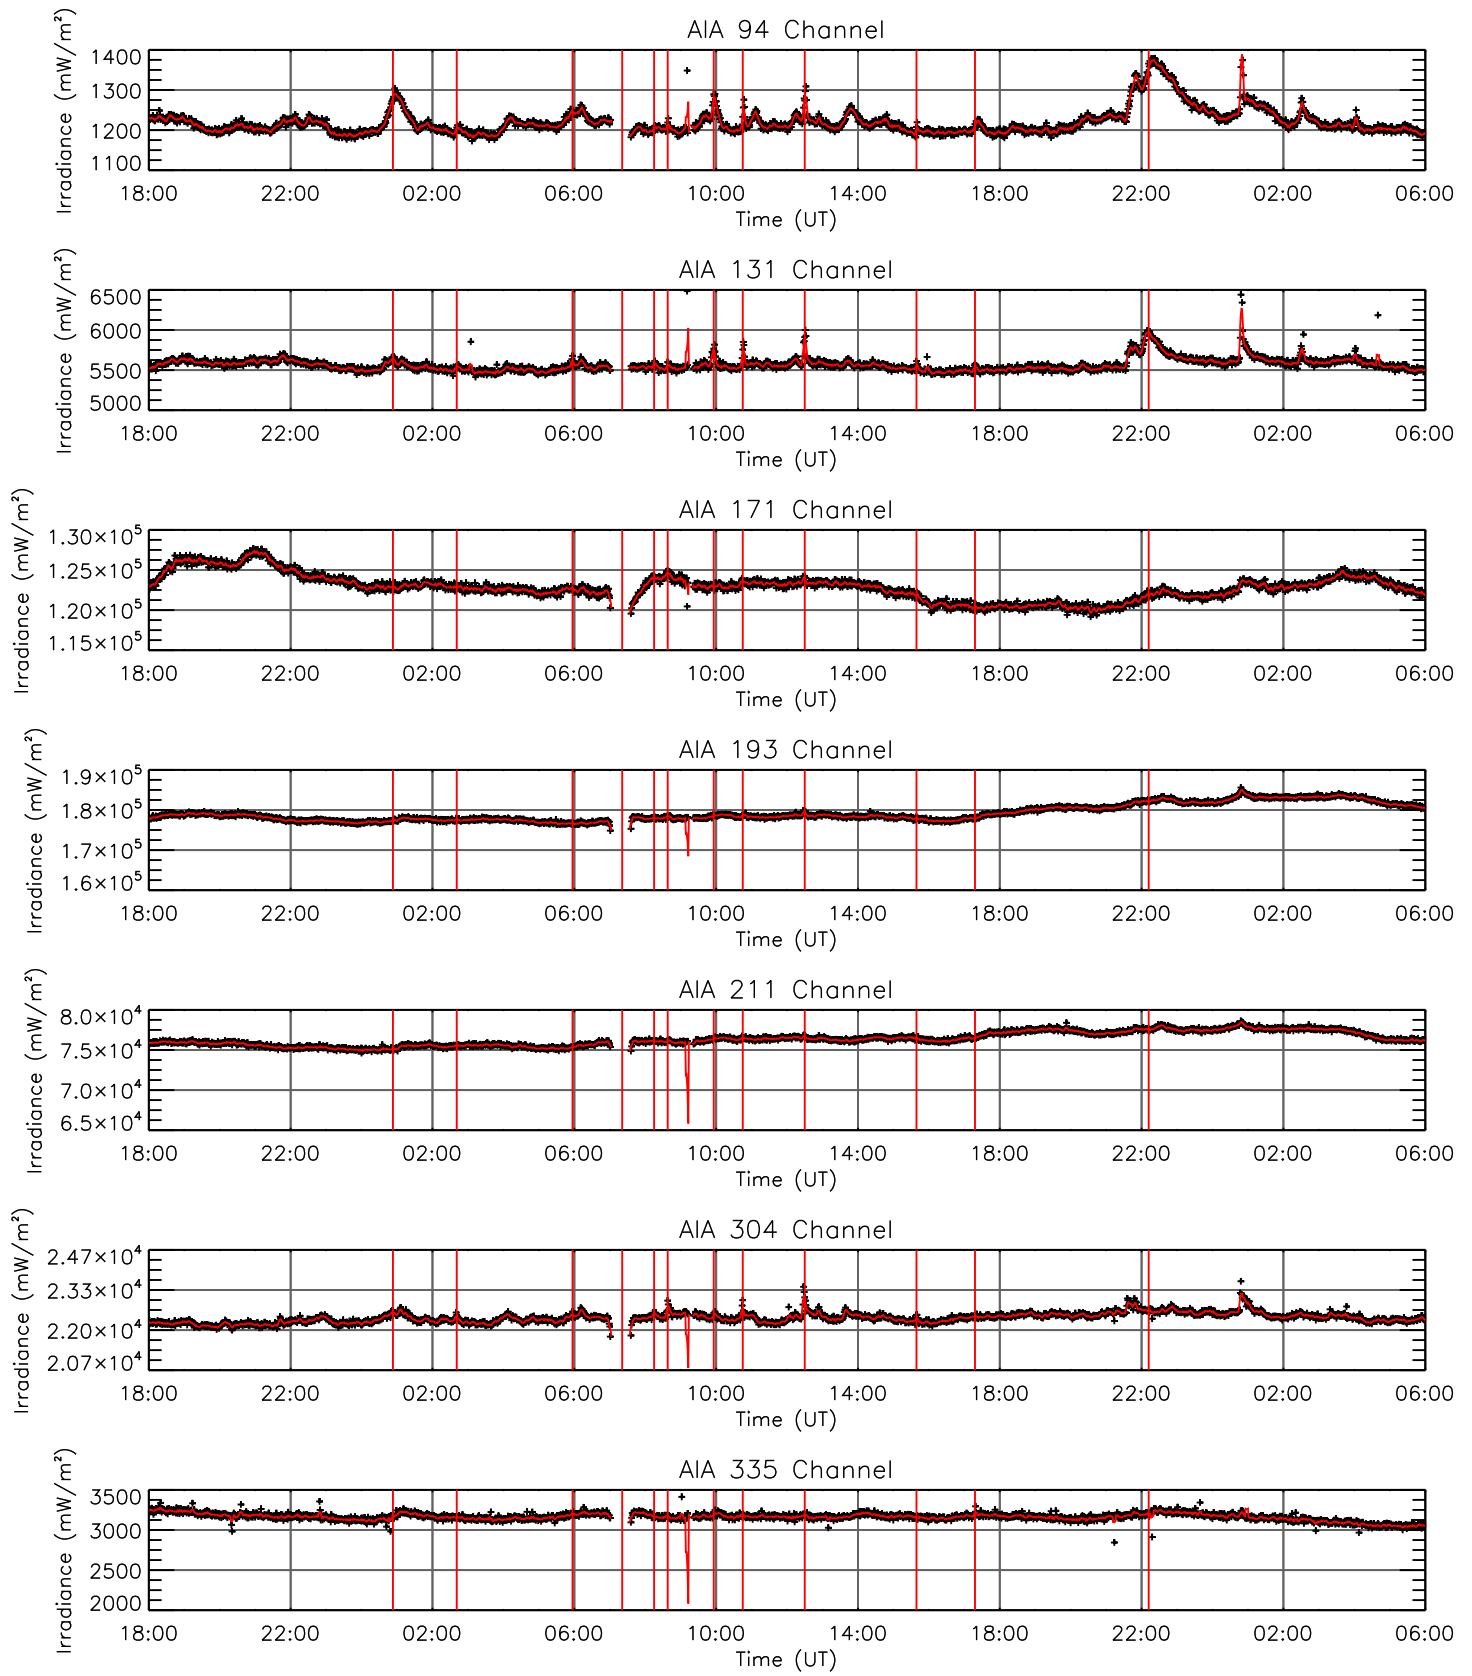 AIA 94 Channel
Irradiance (mW/m²)
1400
1300
1200
1100
18:00 22:00 02:00 06:00 10:00 14:00 18:00 22:00 02:00 06:00
Time (UT)
AIA 131 Channel
Irradiance (mW/m²)
6500
6000
5500
5000
18:00 22:00 02:00 06:00 10:00 14:00 18:00 22:00 02:00 06:00
Time (UT)
AIA 171 Channel
Irradiance (mW/m²)
1.30×10⁵
1.25×10⁵
1.20×10⁵
1.15×10⁵
18:00 22:00 02:00 06:00 10:00 14:00 18:00 22:00 02:00 06:00
Time (UT)
AIA 193 Channel
Irradiance (mW/m²)
1.9×10⁵
1.8×10⁵
1.7×10⁵
1.6×10⁵
18:00 22:00 02:00 06:00 10:00 14:00 18:00 22:00 02:00 06:00
Time (UT)
AIA 211 Channel
Irradiance (mW/m²)
8.0×10⁴
7.5×10⁴
7.0×10⁴
6.5×10⁴
18:00 22:00 02:00 06:00 10:00 14:00 18:00 22:00 02:00 06:00
Time (UT)
AIA 304 Channel
Irradiance (mW/m²)
2.47×10⁴
2.33×10⁴
2.20×10⁴
2.07×10⁴
18:00 22:00 02:00 06:00 10:00 14:00 18:00 22:00 02:00 06:00
Time (UT)
AIA 335 Channel
Irradiance (mW/m²)
3500
3000
2500
2000
18:00 22:00 02:00 06:00 10:00 14:00 18:00 22:00 02:00 06:00
Time (UT)